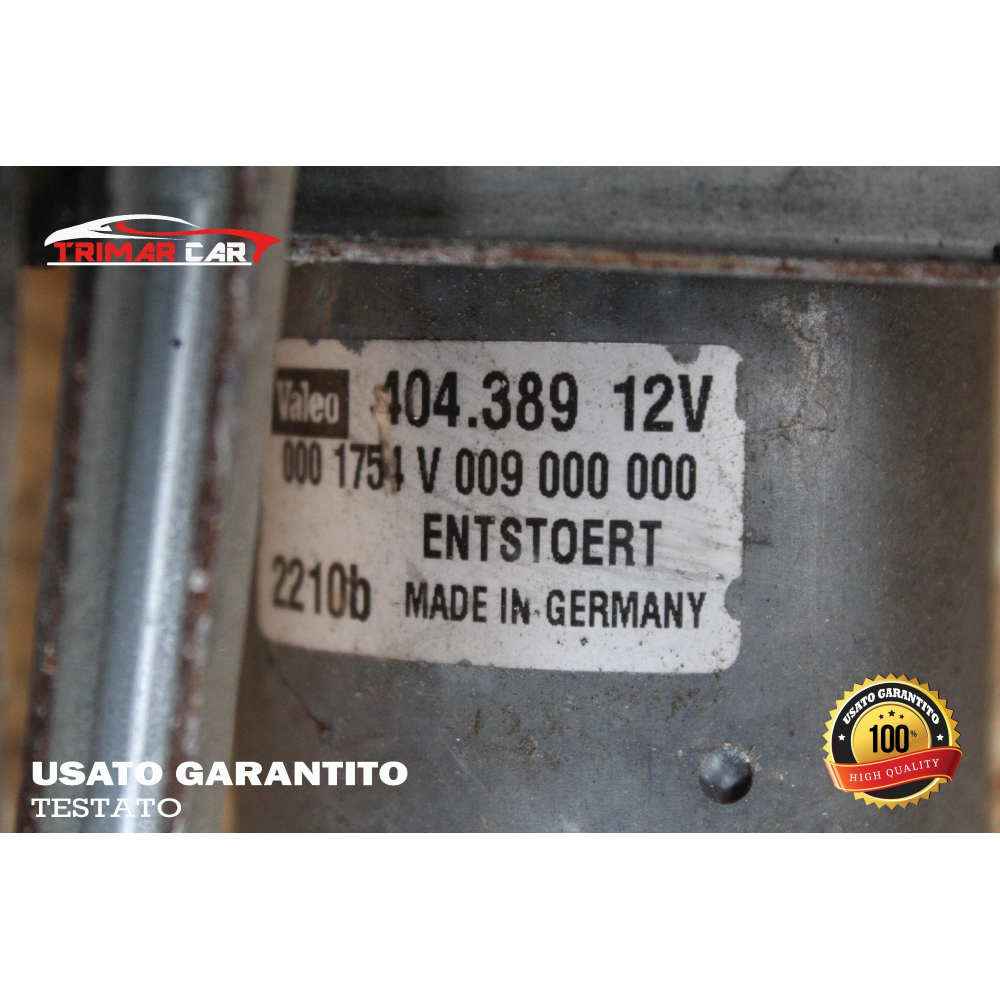 TRIMAR CAR
Valeo 404.389 12V
000 1754 V 009 000 000
ENTSTOERT
2210b MADE IN GERMANY
USATO GARANTITO
100%
HIGH QUALITY
USATO GARANTITO
TESTATO